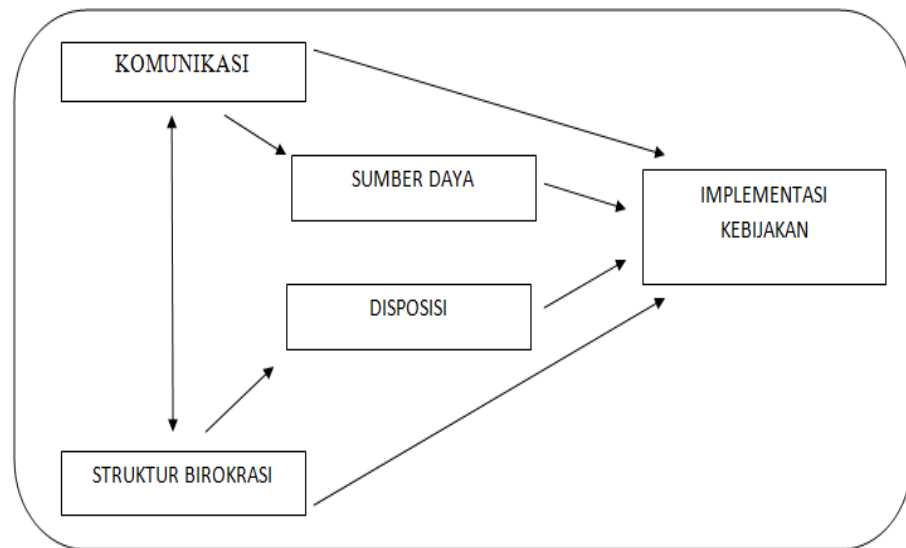 KOMUNIKASI
SUMBER DAYA
IMPLEMENTASI
KEBIJAKAN
DISPOSISI
STRUKTUR BIROKRASI